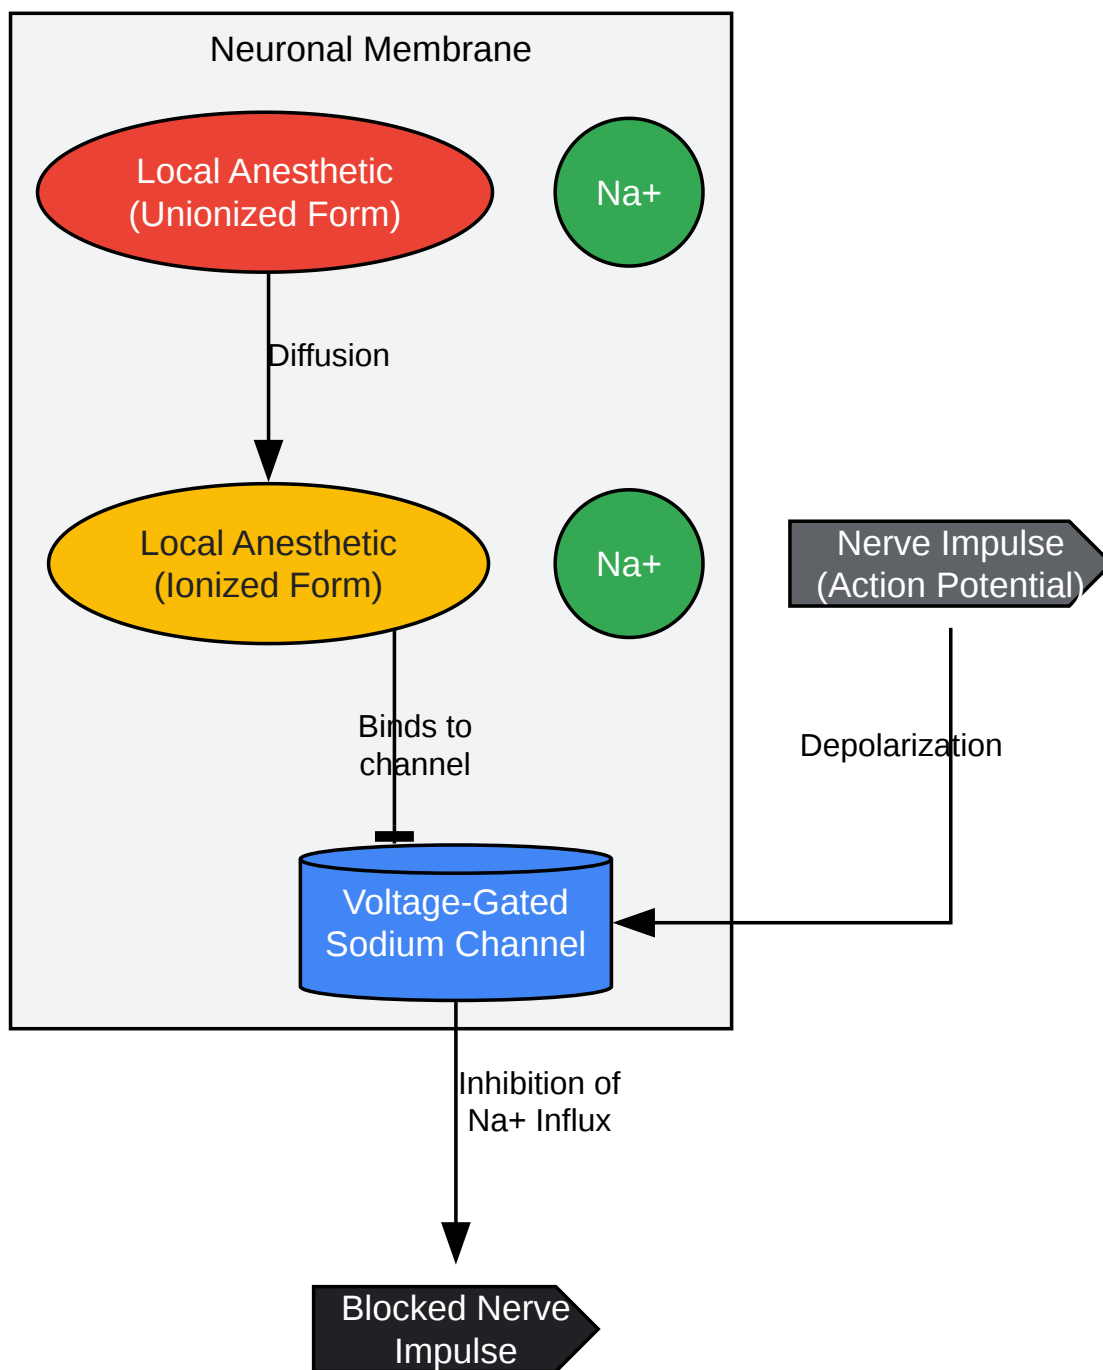 Neuronal Membrane
Local Anesthetic
(Unionized Form)
Na+
Diffusion
Local Anesthetic
(Ionized Form)
Na+
Nerve Impulse
(Action Potential)
Binds to
channel
Depolarization
Voltage-Gated
Sodium Channel
Inhibition of
Na+ Influx
Blocked Nerve
Impulse